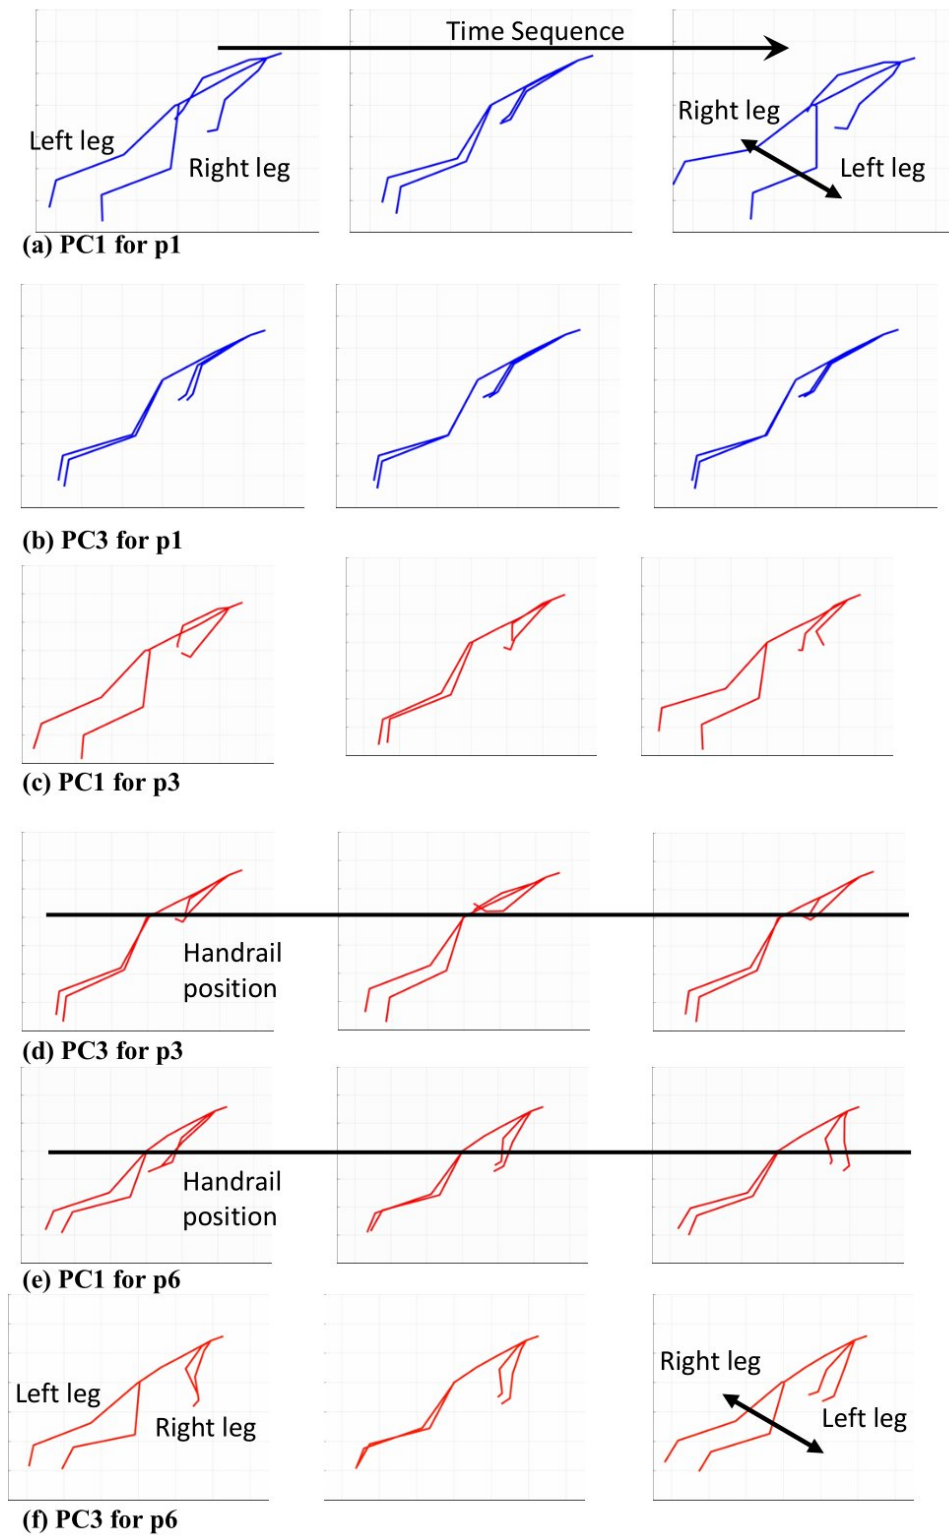 Time Sequence
Left leg
Right leg
Right leg
Left leg
(a) PC1 for p1
(b) PC3 for p1
(c) PC1 for p3
Handrail
position
(d) PC3 for p3
Handrail
position
(e) PC1 for p6
Left leg
Right leg
Right leg
Left leg
(f) PC3 for p6